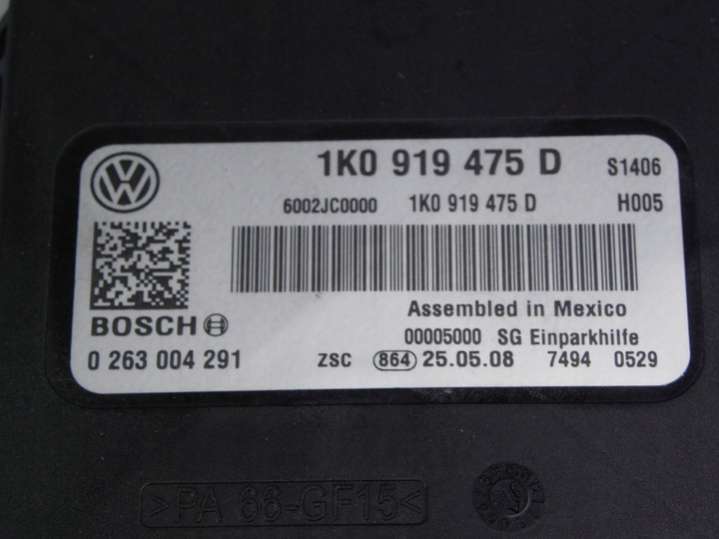 1K0 919 475 D S1406
6002JC0000 1K0 919 475 D H005
Assembled in Mexico
BOSCH
00005000 SG Einparkhilfe
0 263 004 291 ZSC 864 25.05.08 7494 0529
>PA 66-GF15<